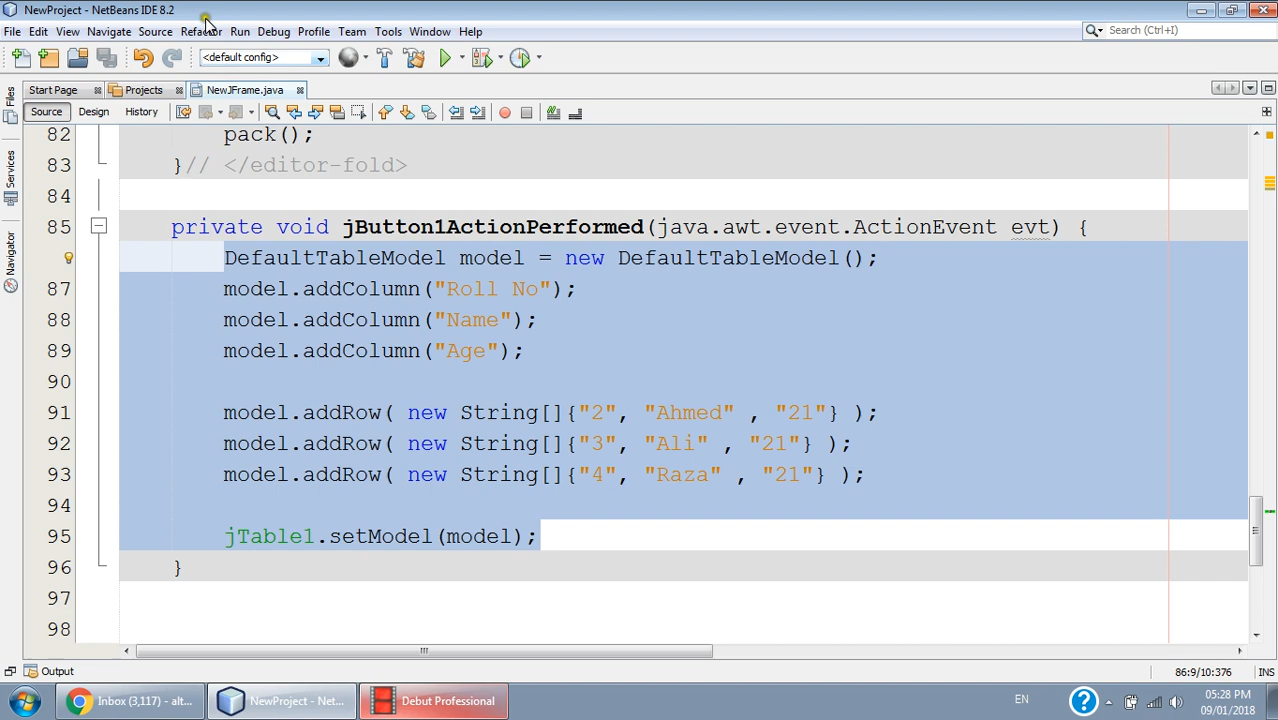 NewProject - NetBeans IDE 8.2
File Edit View Navigate Source Refactor Run Debug Profile Team Tools Window Help
Search (Ctrl+I)
<default config>
Start Page Projects NewJFrame.java
Source Design History
Files
Services
Navigator
82 pack();
83 }// </editor-fold>
84
85 private void jButton1ActionPerformed(java.awt.event.ActionEvent evt) {
DefaultTableModel model = new DefaultTableModel();
87 model.addColumn("Roll No");
88 model.addColumn("Name");
89 model.addColumn("Age");
90
91 model.addRow( new String[]{"2", "Ahmed" , "21"} );
92 model.addRow( new String[]{"3", "Ali" , "21"} );
93 model.addRow( new String[]{"4", "Raza" , "21"} );
94
95 jTable1.setModel(model);
96 }
97
98
Output
86:9/10:376 INS
Inbox (3,117) - alt... NewProject - Net... Debut Professional
EN
05:28 PM
09/01/2018